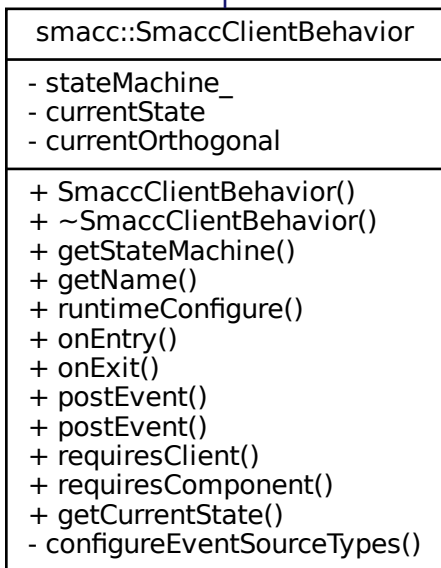 smacc::SmaccClientBehavior
- stateMachine_
- currentState
- currentOrthogonal
+ SmaccClientBehavior()
+ ~SmaccClientBehavior()
+ getStateMachine()
+ getName()
+ runtimeConfigure()
+ onEntry()
+ onExit()
+ postEvent()
+ postEvent()
+ requiresClient()
+ requiresComponent()
+ getCurrentState()
- configureEventSourceTypes()